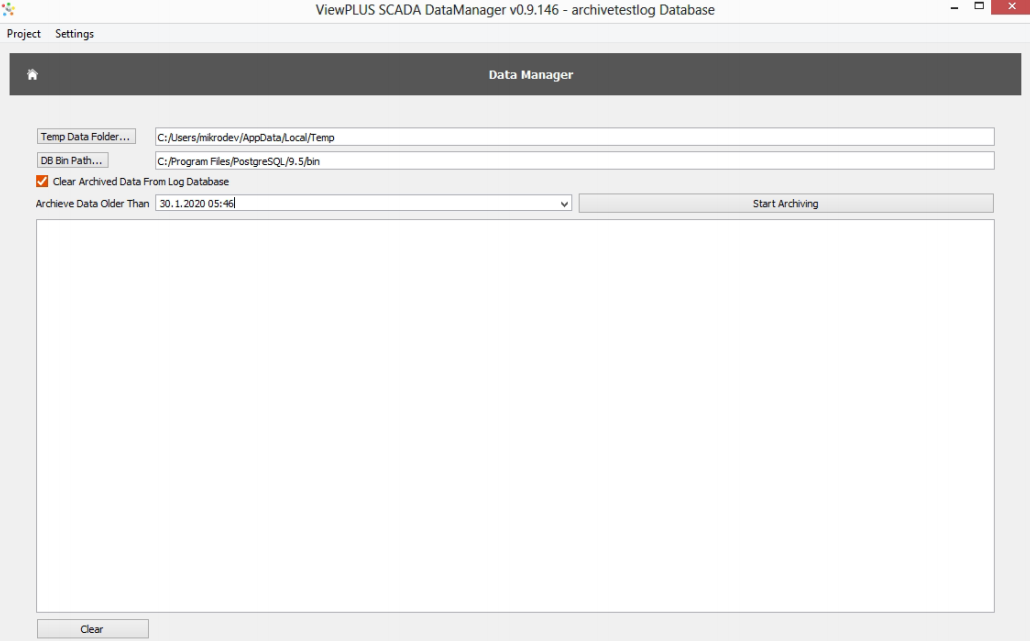 ViewPLUS SCADA DataManager v0.9.146 - archivetestlog Database
Project Settings
Data Manager
Temp Data Folder... C:/Users/mikrodev/AppData/Local/Temp
DB Bin Path... C:/Program Files/PostgreSQL/9.5/bin
Clear Archived Data From Log Database
Archieve Data Older Than 30.1.2020 05:46 Start Archiving
Clear